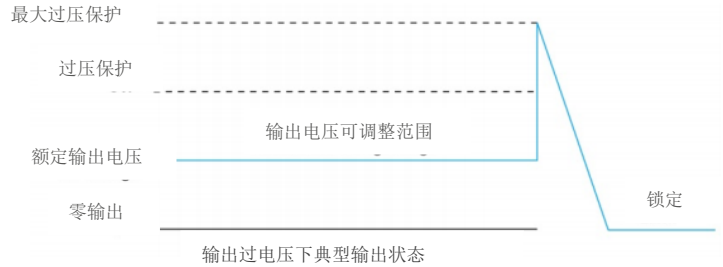 最大过压保护
过压保护
输出电压可调整范围
额定输出电压
零输出
锁定
输出过电压下典型输出状态